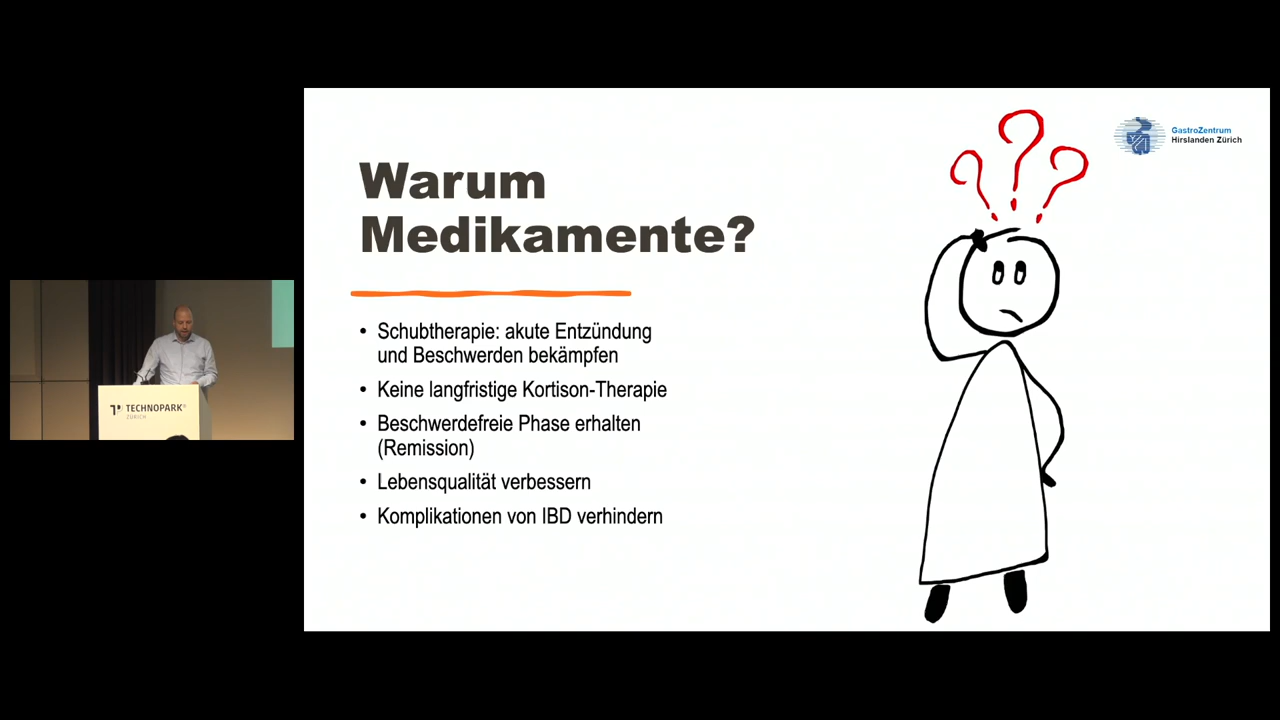 Warum
Medikamente?
• Schubtherapie: akute Entzündung
und Beschwerden bekämpfen
• Keine langfristige Kortison-Therapie
• Beschwerdefreie Phase erhalten
(Remission)
• Lebensqualität verbessern
• Komplikationen von IBD verhindern
GastroZentrum
Hirslanden Zürich
TECHNOPARK®
ZÜRICH